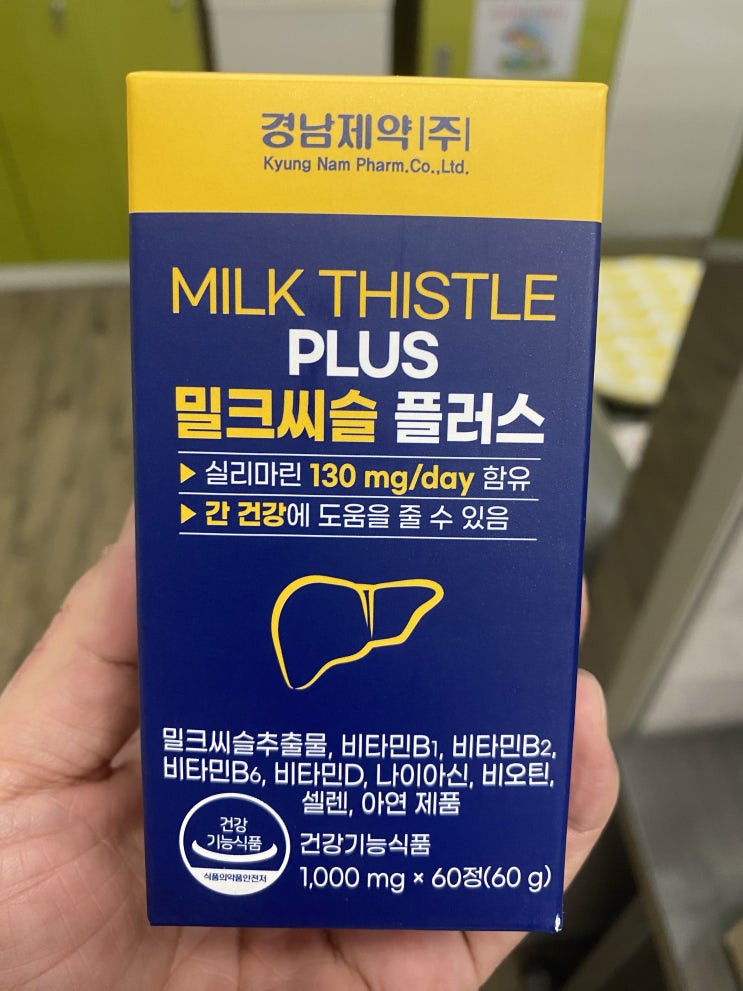 경남제약(주)
Kyung Nam Pharm.Co.,Ltd.
MILK THISTLE
PLUS
밀크씨슬 플러스
▶ 실리마린 130 mg/day 함유
▶ 간 건강에 도움을 줄 수 있음
밀크씨슬추출물, 비타민B1, 비타민B2,
비타민B6, 비타민D, 나이아신, 비오틴,
셀렌, 아연 제품
건강
기능식품
식품의약품안전처
건강기능식품
1,000 mg × 60정(60 g)